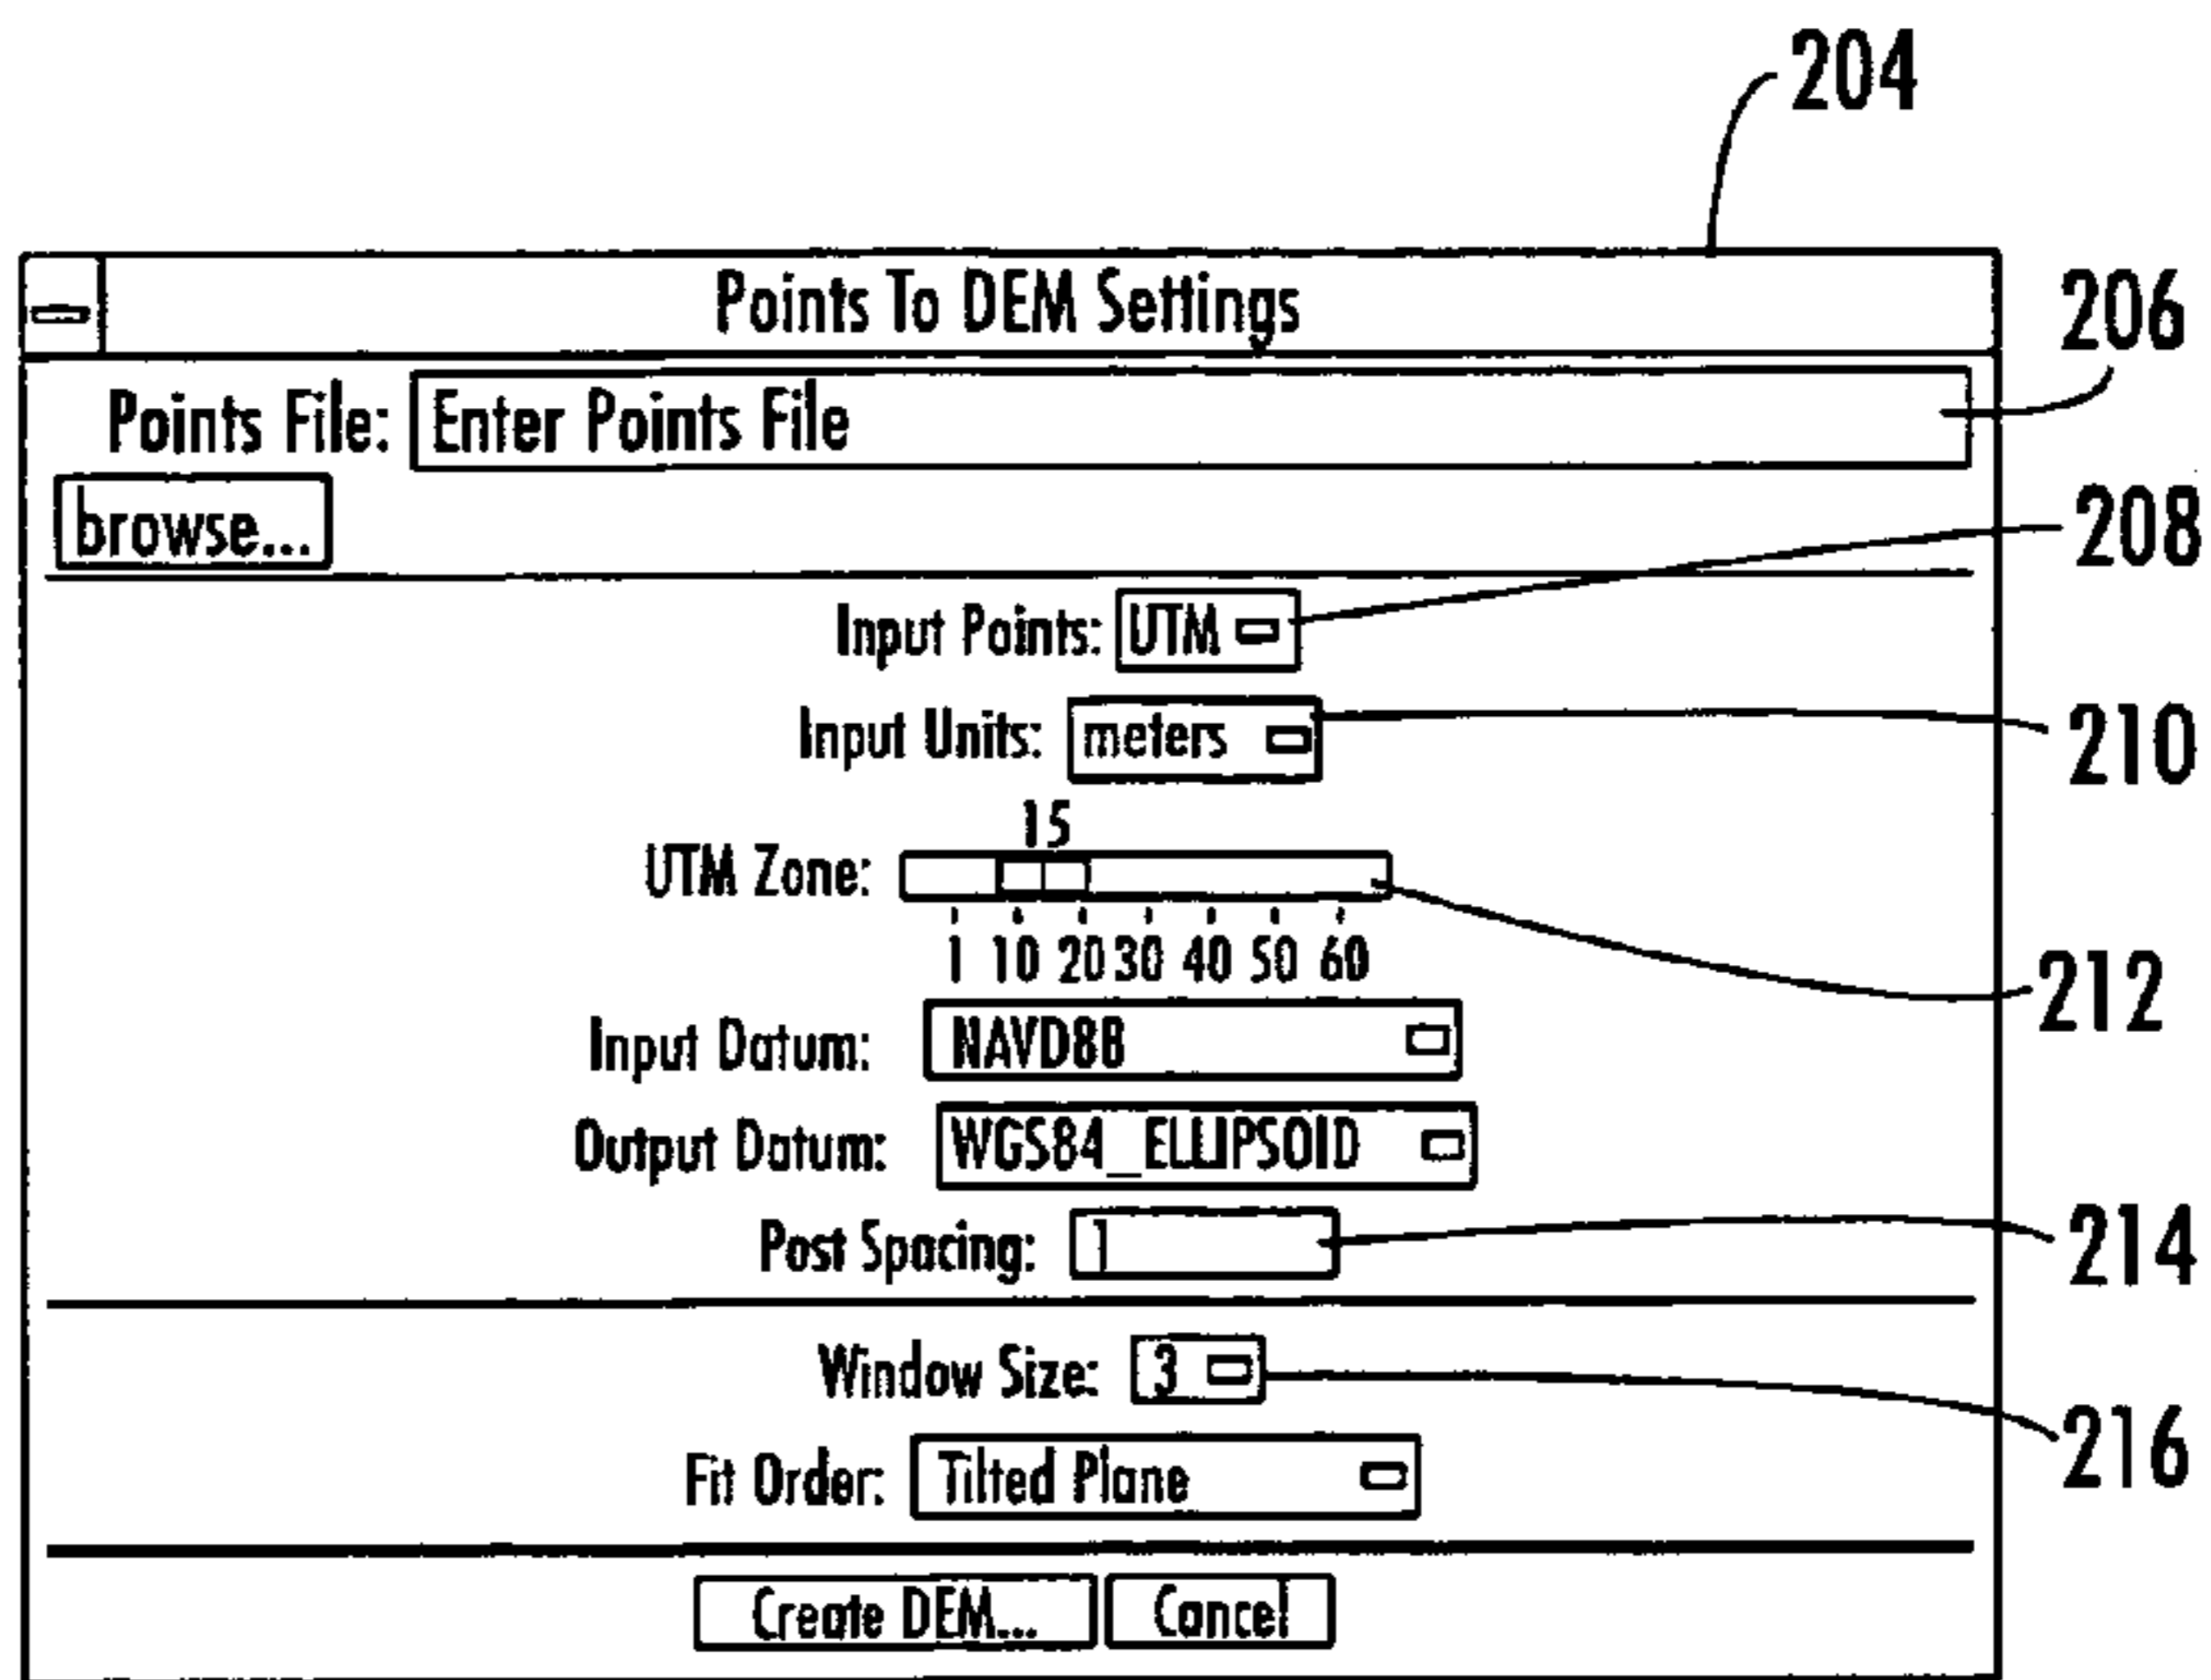 204
Points To DEM Settings
206
Points File: Enter Points File
browse...
208
Input Points: UTM
Input Units: meters
210
15
UTM Zone:
1 10 20 30 40 50 60
212
Input Datum: NAVD88
Output Datum: WGS84_ELLIPSOID
Post Spacing: 1
214
Window Size: 3
216
Fit Order: Tilted Plane
Create DEM... Cancel